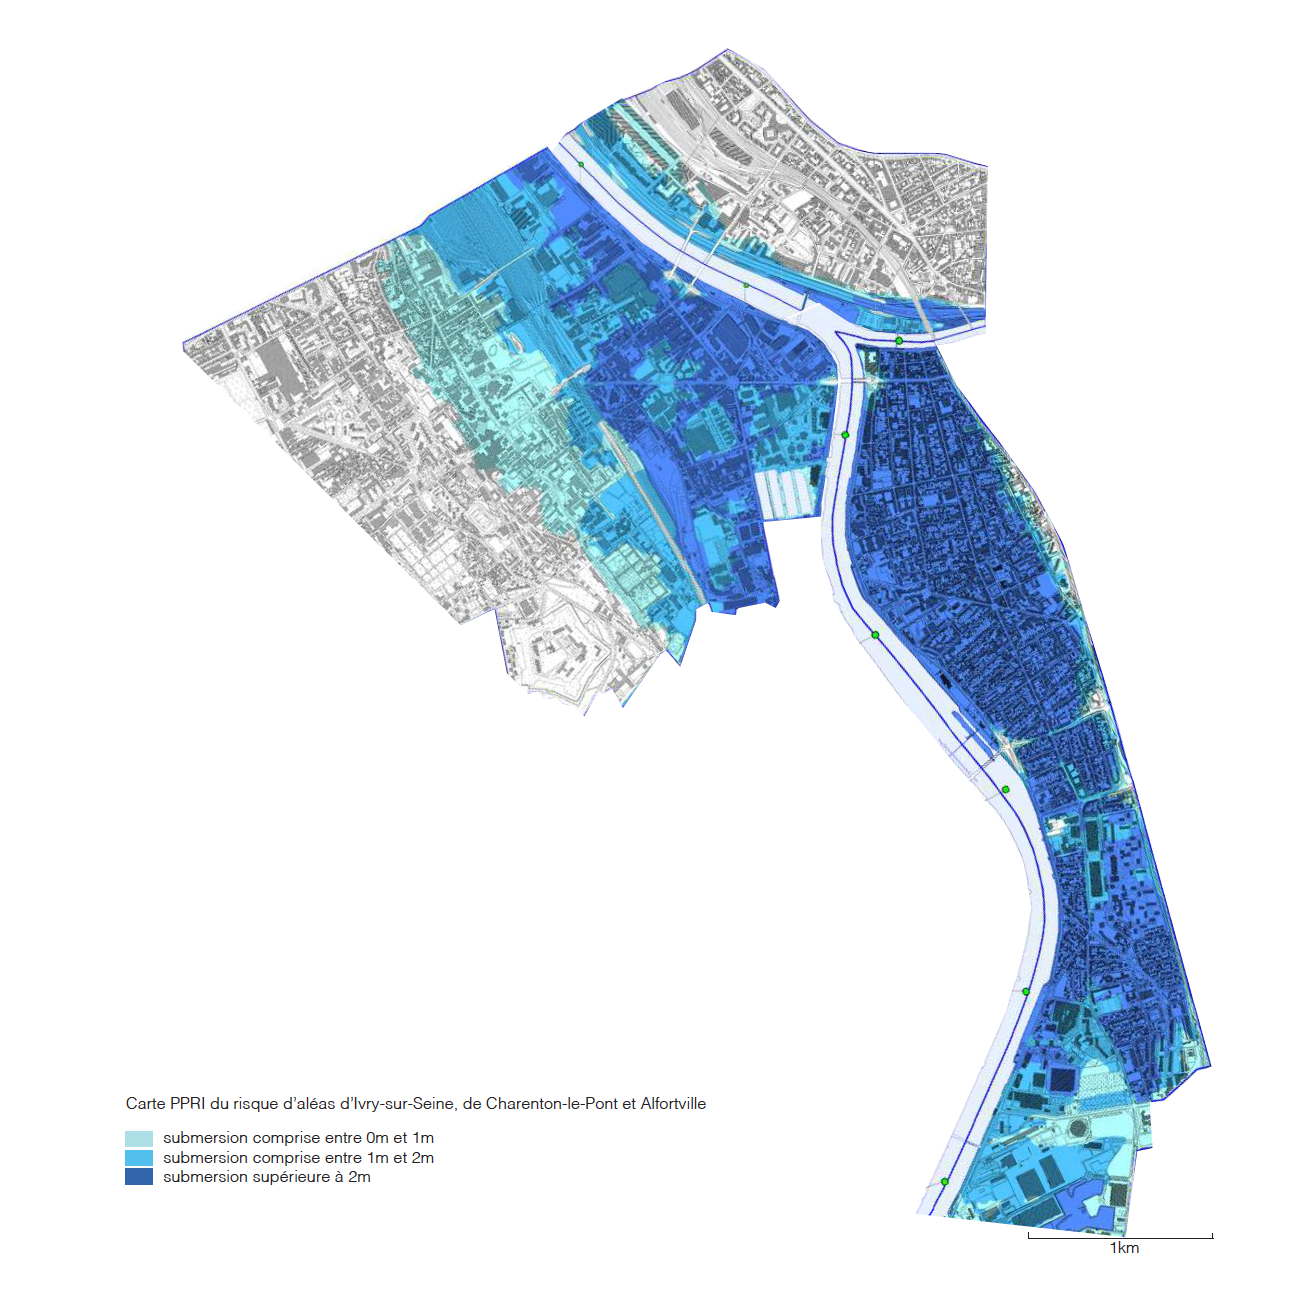 Carte PPRI du risque d'aléas d'Ivry-sur-Seine, de Charenton-le-Pont et Alfortville
submersion comprise entre 0m et 1m
submersion comprise entre 1m et 2m
submersion supérieure à 2m
1km